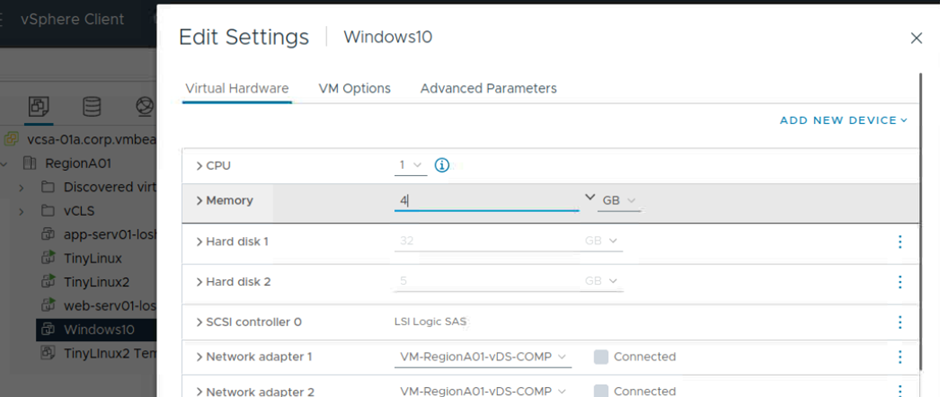 vSphere Client
Edit Settings | Windows10
Virtual Hardware VM Options Advanced Parameters
ADD NEW DEVICE
vcsa-01a.corp.vmbea
RegionA01
Discovered virt
vCLS
app-serv01-losl
TinyLinux
TinyLinux2
web-serv01-los
Windows10
TinyLInux2 Tem
CPU 1
Memory 4 GB
Hard disk 1 32 GB
Hard disk 2 5 GB
SCSI controller 0 LSI Logic SAS
Network adapter 1 VM-RegionA01-vDS-COMP Connected
Network adapter 2 VM-RegionA01-vDS-COMP Connected